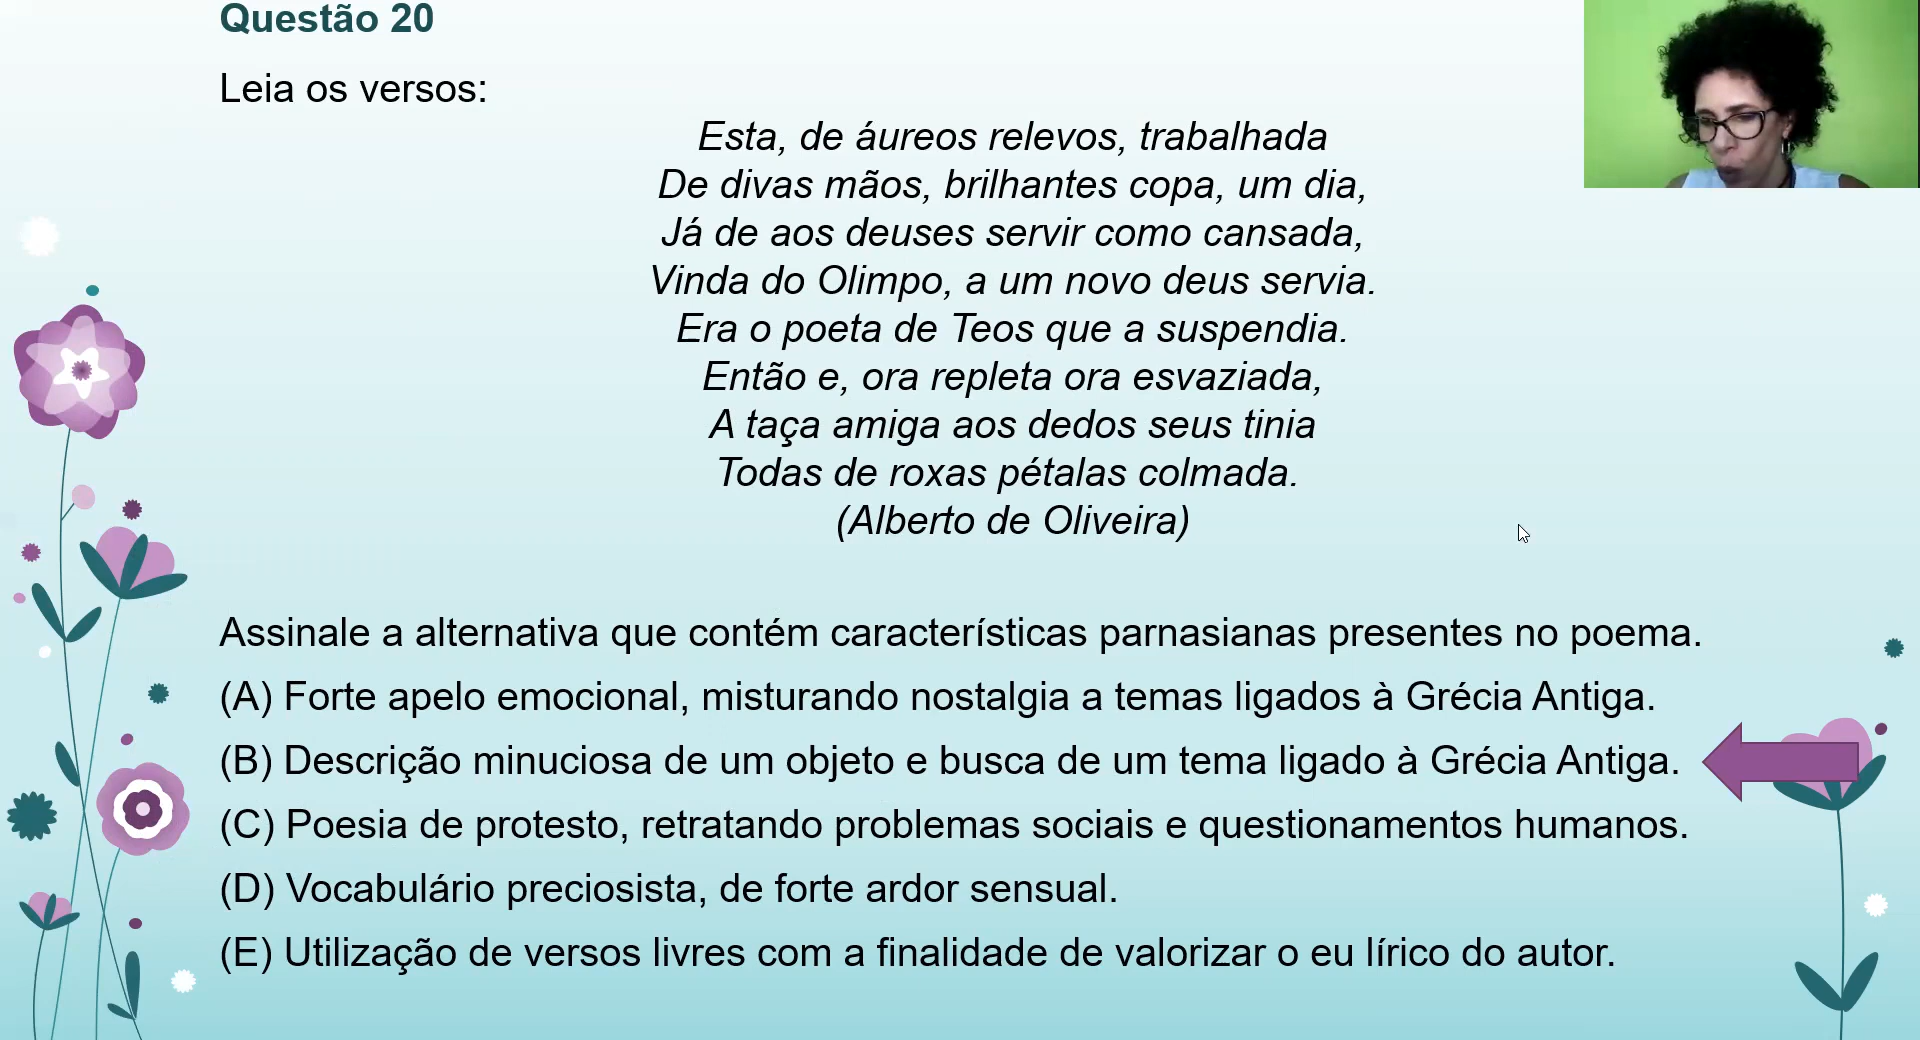 Questão 20
Leia os versos:
Esta, de áureos relevos, trabalhada
De divas mãos, brilhantes copa, um dia,
Já de aos deuses servir como cansada,
Vinda do Olimpo, a um novo deus servia.
Era o poeta de Teos que a suspendia.
Então e, ora repleta ora esvaziada,
A taça amiga aos dedos seus tinia
Todas de roxas pétalas colmada.
(Alberto de Oliveira)
Assinale a alternativa que contém características parnasianas presentes no poema.
(A) Forte apelo emocional, misturando nostalgia a temas ligados à Grécia Antiga.
(B) Descrição minuciosa de um objeto e busca de um tema ligado à Grécia Antiga.
(C) Poesia de protesto, retratando problemas sociais e questionamentos humanos.
(D) Vocabulário preciosista, de forte ardor sensual.
(E) Utilização de versos livres com a finalidade de valorizar o eu lírico do autor.